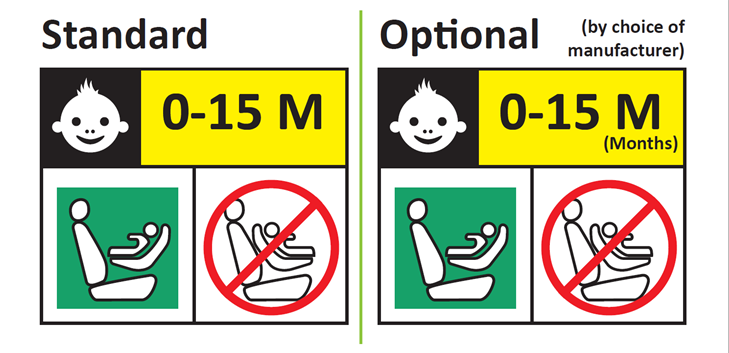 Standard
0-15 M
Optional
(by choice of
manufacturer)
0-15 M
(Months)